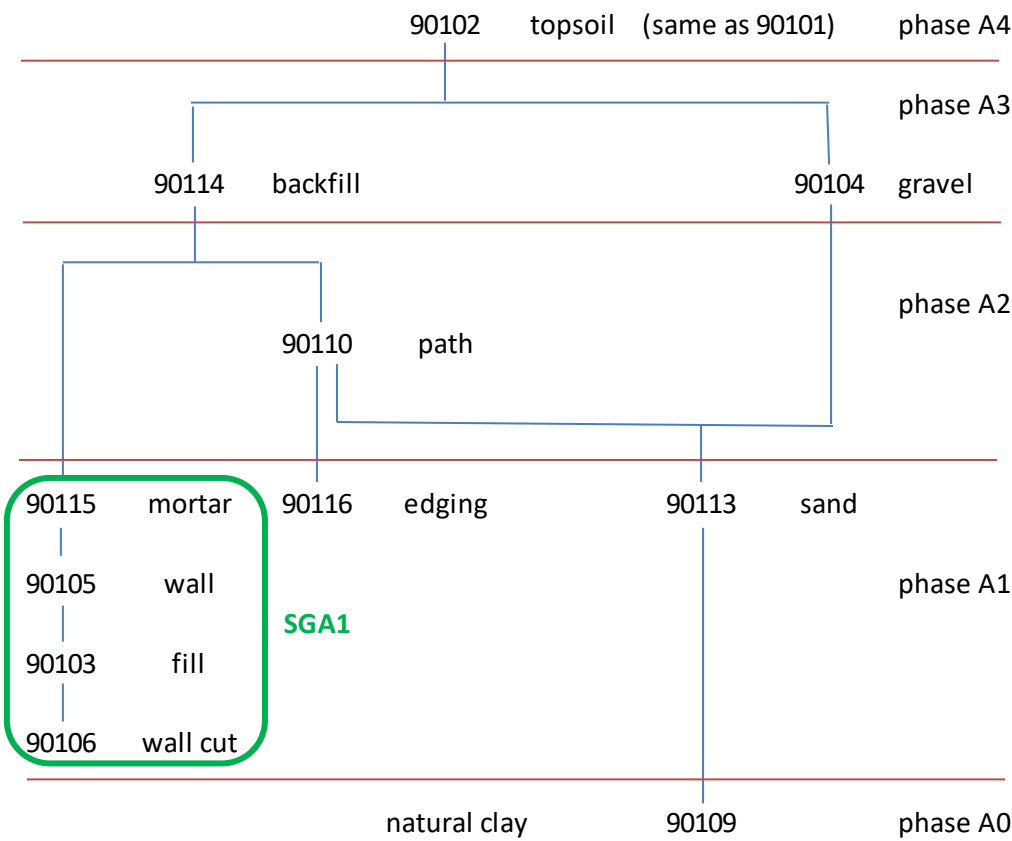 90102 topsoil (same as 90101) phase A4
phase A3
90114 backfill 90104 gravel
phase A2
90110 path
90115 mortar 90116 edging 90113 sand
90105 wall phase A1
SGA1
90103 fill
90106 wall cut
natural clay 90109 phase A0